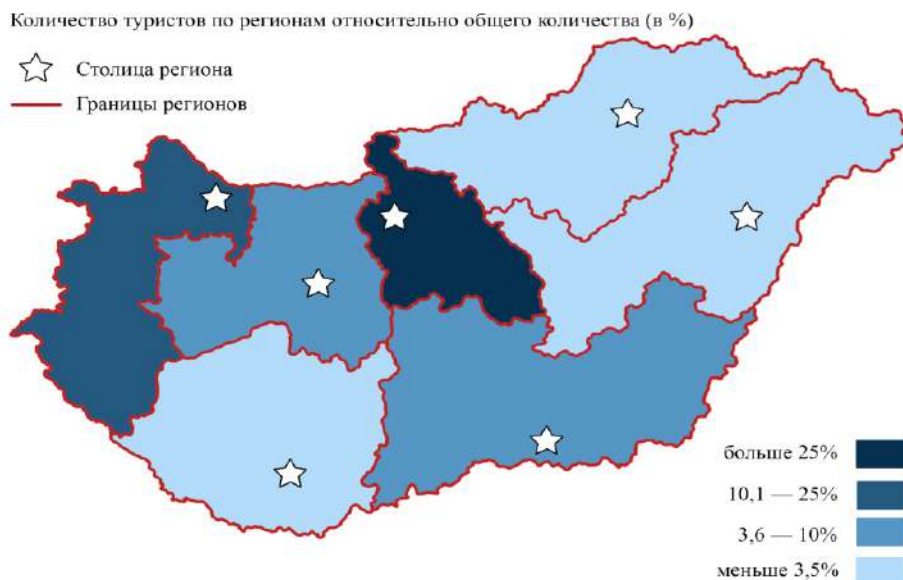 Количество туристов по регионам относительно общего количества (в %)
Столица региона
Границы регионов
больше 25%
10,1 — 25%
3,6 — 10%
меньше 3,5%